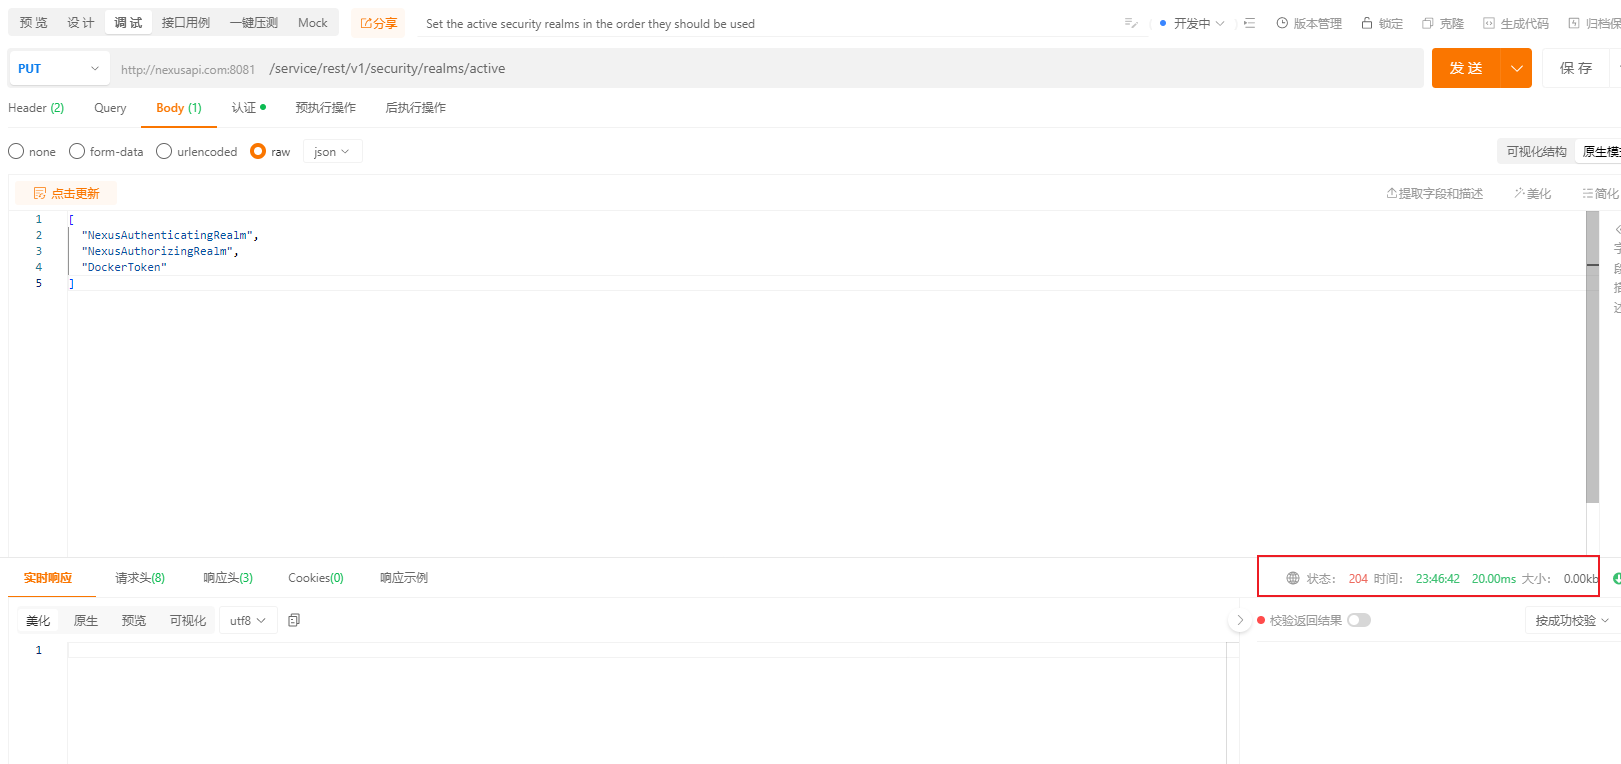 预 览 设 计 调 试 接口用例 一键压测 Mock 分享 Set the active security realms in the order they should be used 开发中 版本管理 锁定 克隆 生成代码
PUT http://nexusapi.com:8081 /service/rest/v1/security/realms/active 发 送 保 存
Header (2) Query Body (1) 认证 预执行操作 后执行操作
none form-data urlencoded raw json 可视化结构 原生模
点击更新 提取字段和描述 美化 简化
1 [
2 "NexusAuthenticatingRealm",
3 "NexusAuthorizingRealm",
4 "DockerToken"
5 ]
实时响应 请求头(8) 响应头(3) Cookies(0) 响应示例 状态： 204 时间： 23:46:42 20.00ms 大小： 0.00kb
美化 原生 预览 可视化 utf8 校验返回结果 按成功校验
1